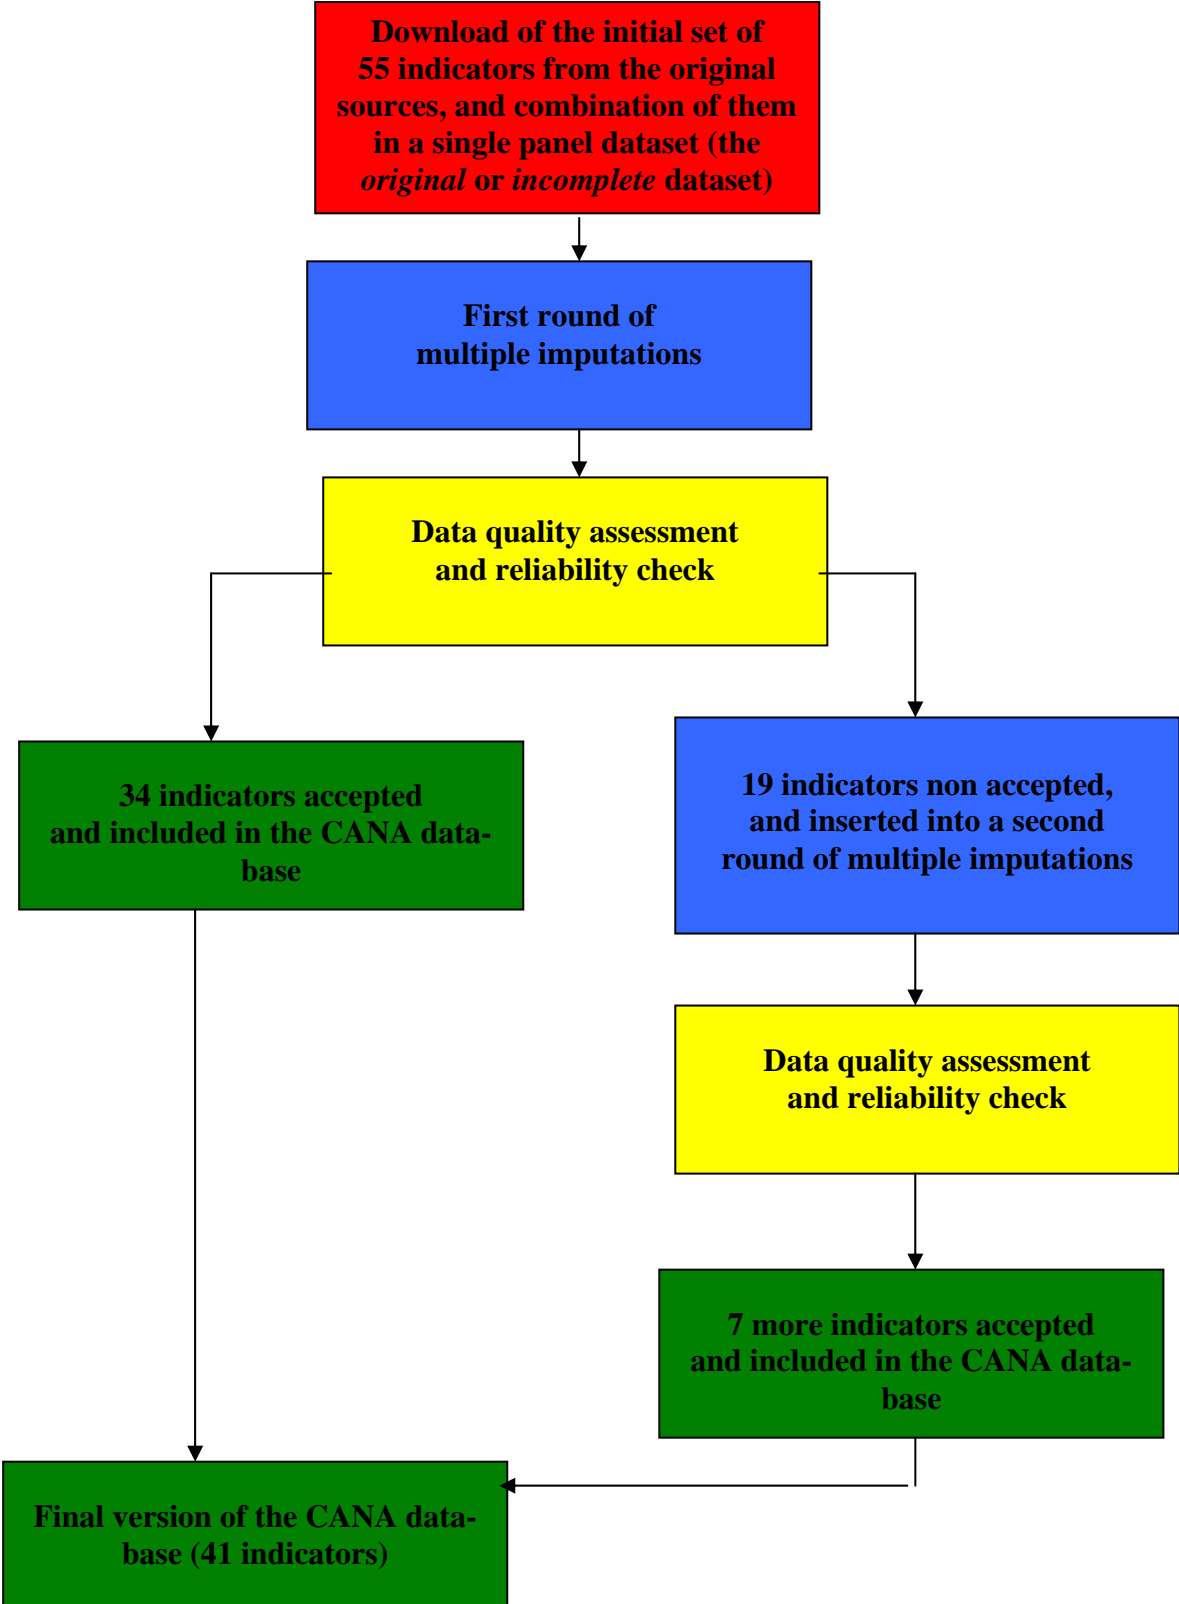 Download of the initial set of
55 indicators from the original
sources, and combination of them
in a single panel dataset (the
original or incomplete dataset)
First round of
multiple imputations
Data quality assessment
and reliability check
34 indicators accepted
and included in the CANA data-
base
19 indicators non accepted,
and inserted into a second
round of multiple imputations
Data quality assessment
and reliability check
7 more indicators accepted
and included in the CANA data-
base
Final version of the CANA data-
base (41 indicators)